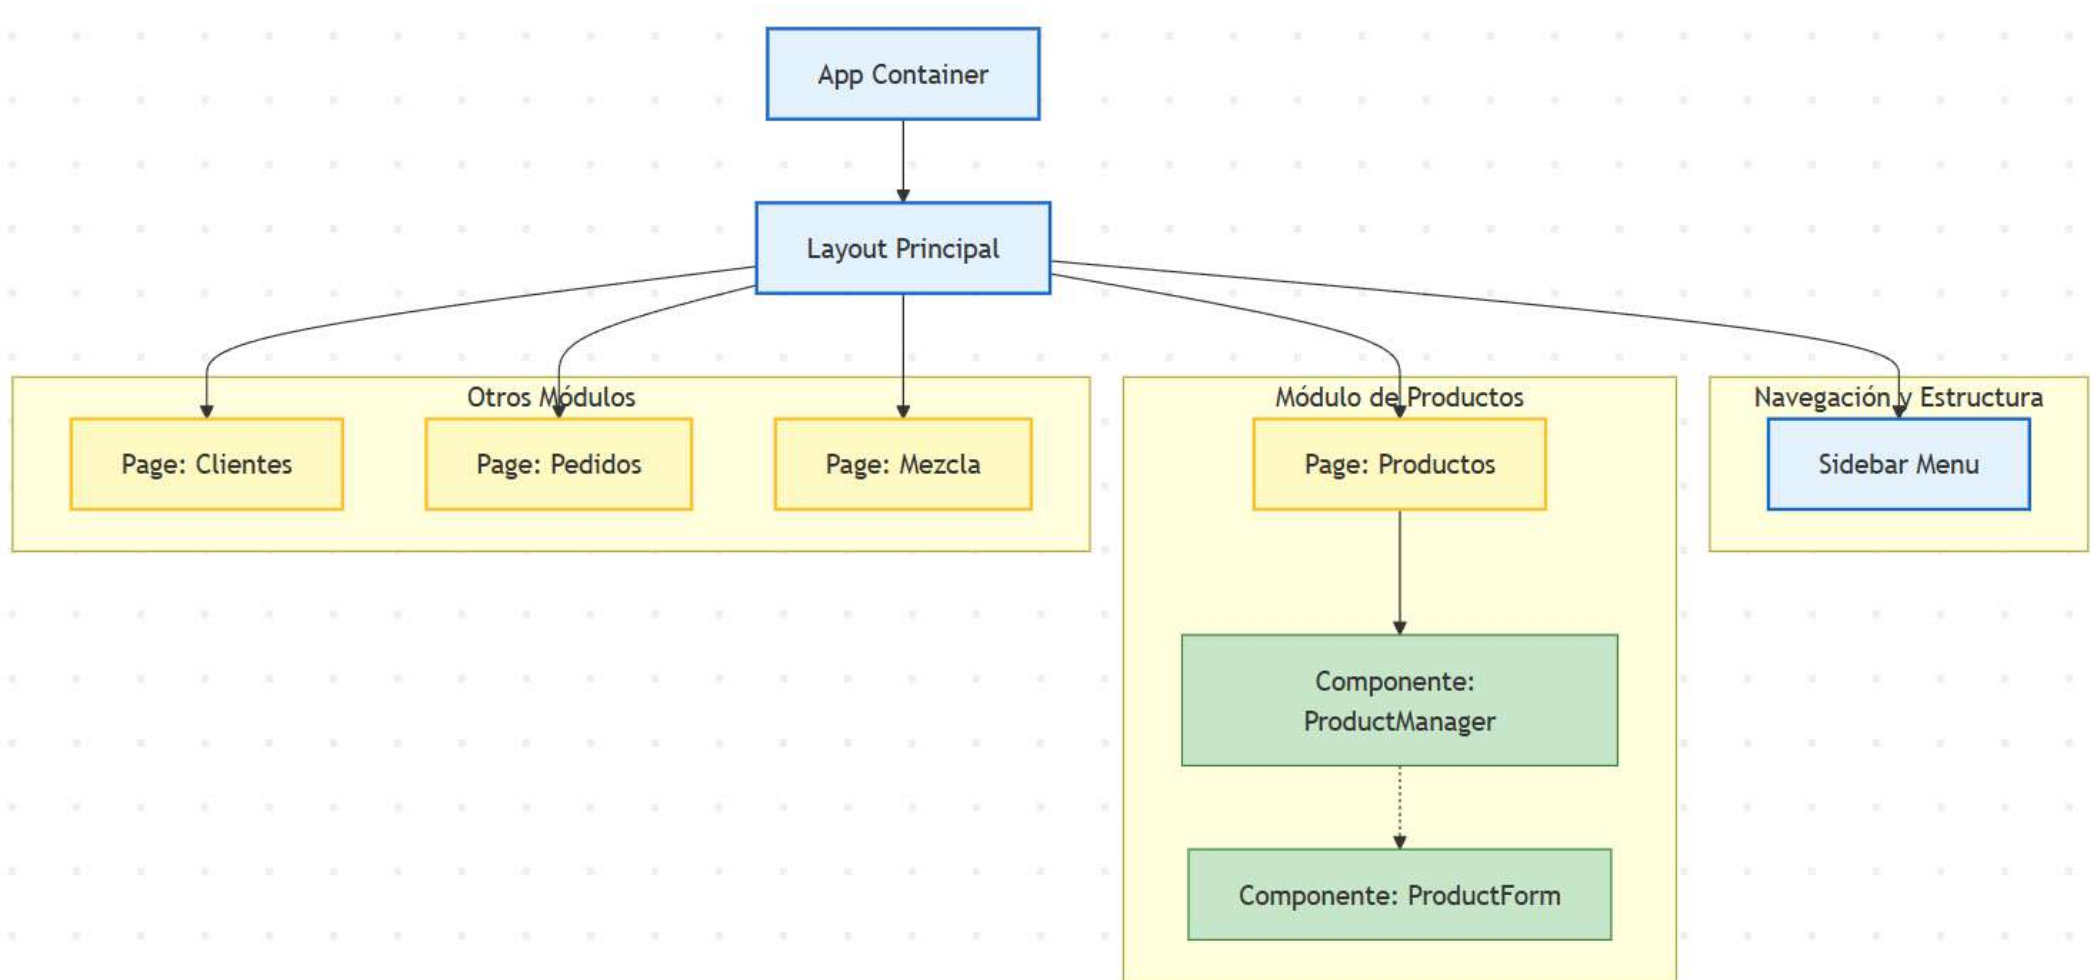 App Container
Layout Principal
Otros Módulos
Módulo de Productos
Navegación y Estructura
Page: Clientes
Page: Pedidos
Page: Mezcla
Page: Productos
Sidebar Menu
Componente:
ProductManager
Componente: ProductForm